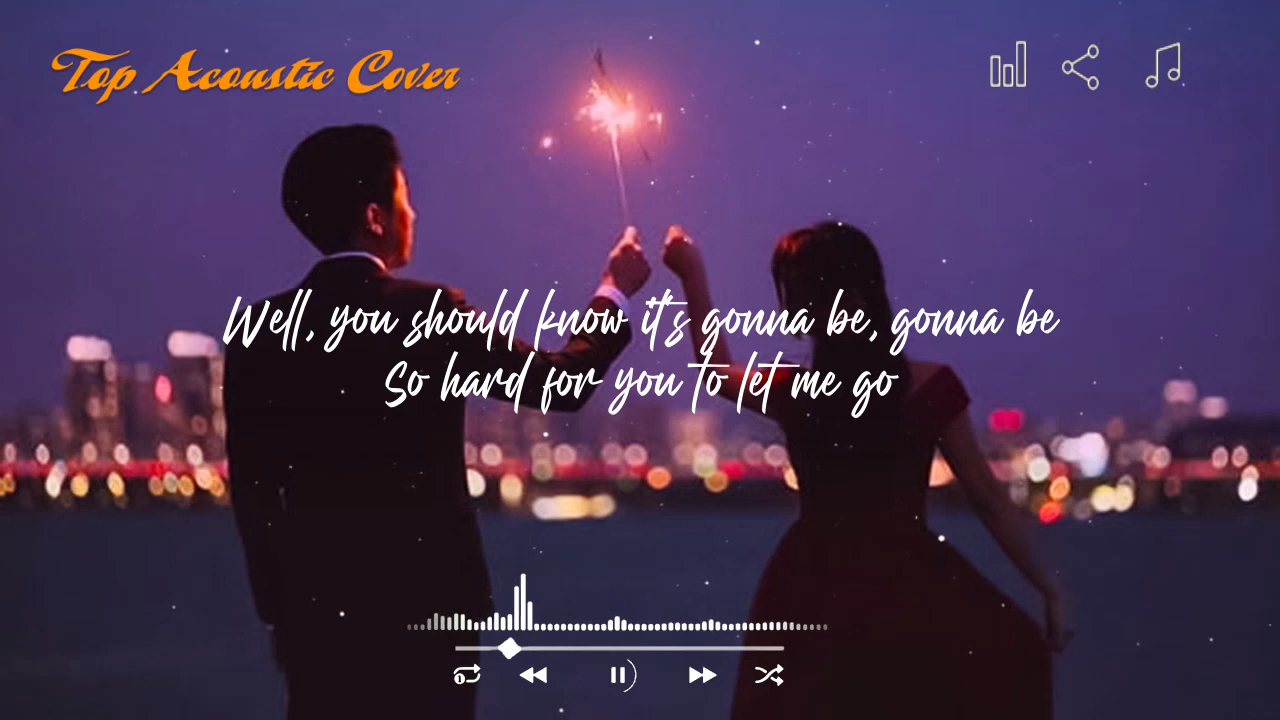 Top Acoustic Cover
Well, you should know it's gonna be, gonna be
So hard for you to let me go
1